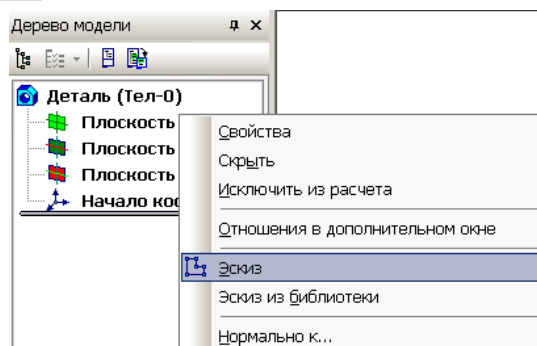 Дерево модели
Деталь (Тел-0)
Плоскость
Плоскость
Плоскость
Начало коо
Свойства
Скрыть
Исключить из расчета
Отношения в дополнительном окне
Эскиз
Эскиз из библиотеки
Нормально к...